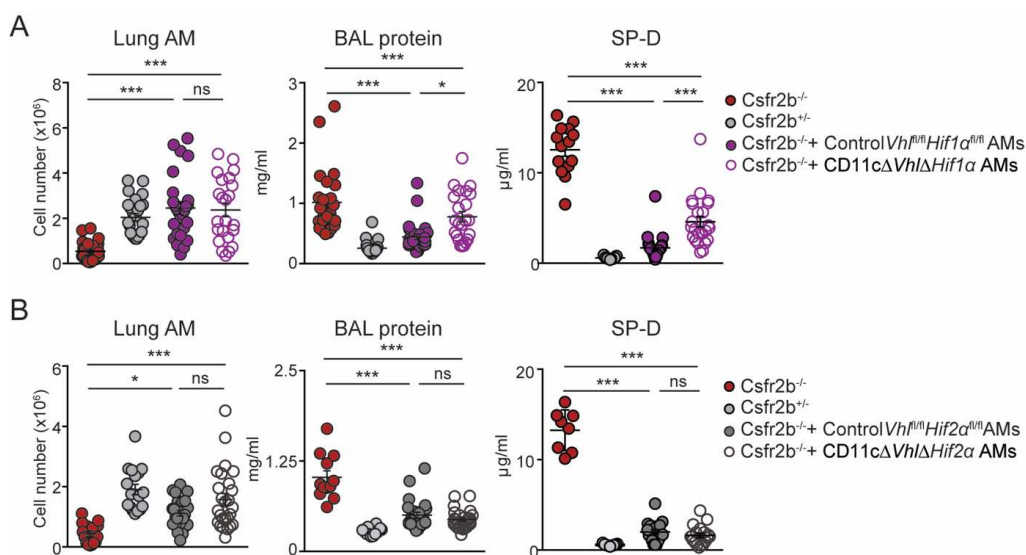 A
Lung AM
BAL protein
SP-D
Cell number (x10⁶)
8
6
4
2
0
***
***
ns
mg/ml
3
2
1
0
***
***
*
µg/ml
20
10
0
***
***
***
Csfr2b⁻/⁻
Csfr2b⁺/⁻
Csfr2b⁻/⁻+ ControlVhlᶠˡ/ᶠˡHif1αᶠˡ/ᶠˡ AMs
Csfr2b⁻/⁻+ CD11cΔVhlΔHif1α AMs
B
Lung AM
BAL protein
SP-D
Cell number (x10⁶)
6
4
2
0
***
*
ns
mg/ml
2.5
1.25
0
***
***
ns
µg/ml
20
10
0
***
***
ns
Csfr2b⁻/⁻
Csfr2b⁺/⁻
Csfr2b⁻/⁻+ ControlVhlᶠˡ/ᶠˡHif2αᶠˡ/ᶠˡAMs
Csfr2b⁻/⁻+ CD11cΔVhlΔHif2α AMs